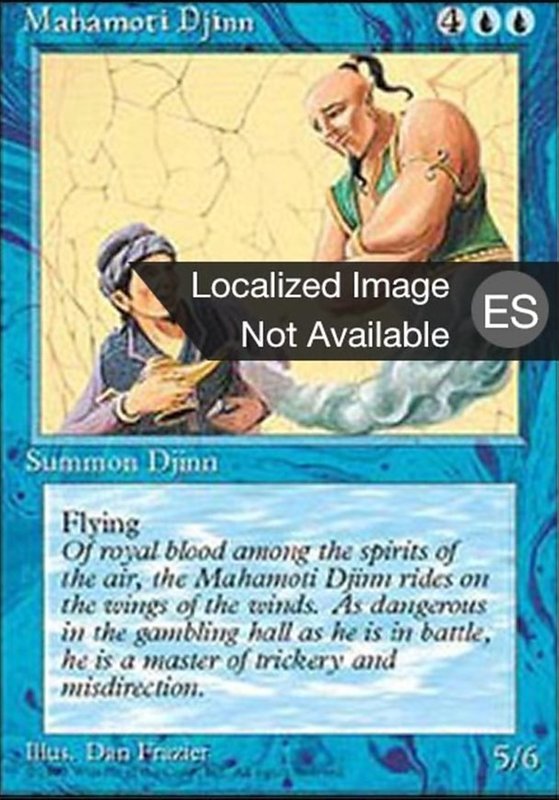 Mahamoti Djinn
4
Localized Image
Not Available
ES
Summon Djinn
Flying
Of royal blood among the spirits of
the air, the Mahamoti Djinn rides on
the wings of the winds. As dangerous
in the gambling hall as he is in battle,
he is a master of trickery and
misdirection.
Illus. Dan Frazier
5/6